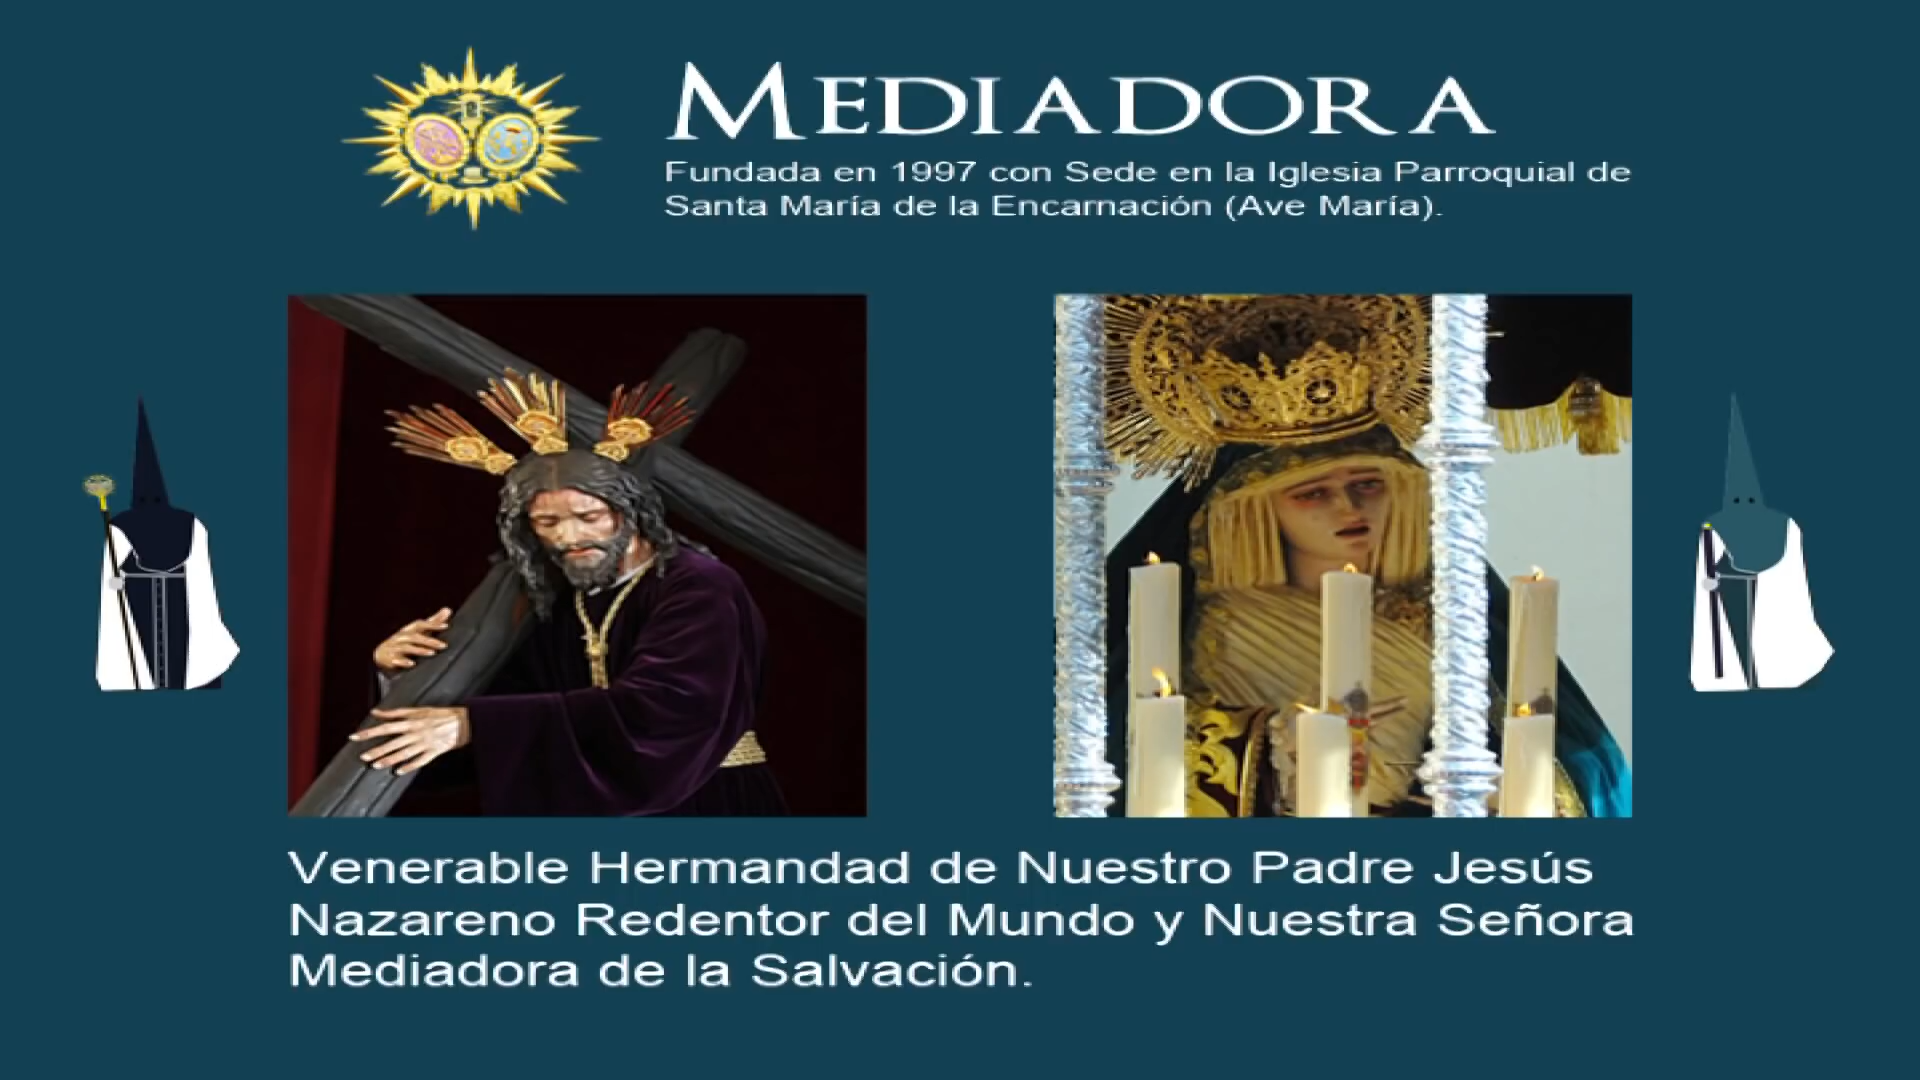 MEDIADORA
Fundada en 1997 con Sede en la Iglesia Parroquial de
Santa María de la Encarnación (Ave María).
Venerable Hermandad de Nuestro Padre Jesús
Nazareno Redentor del Mundo y Nuestra Señora
Mediadora de la Salvación.